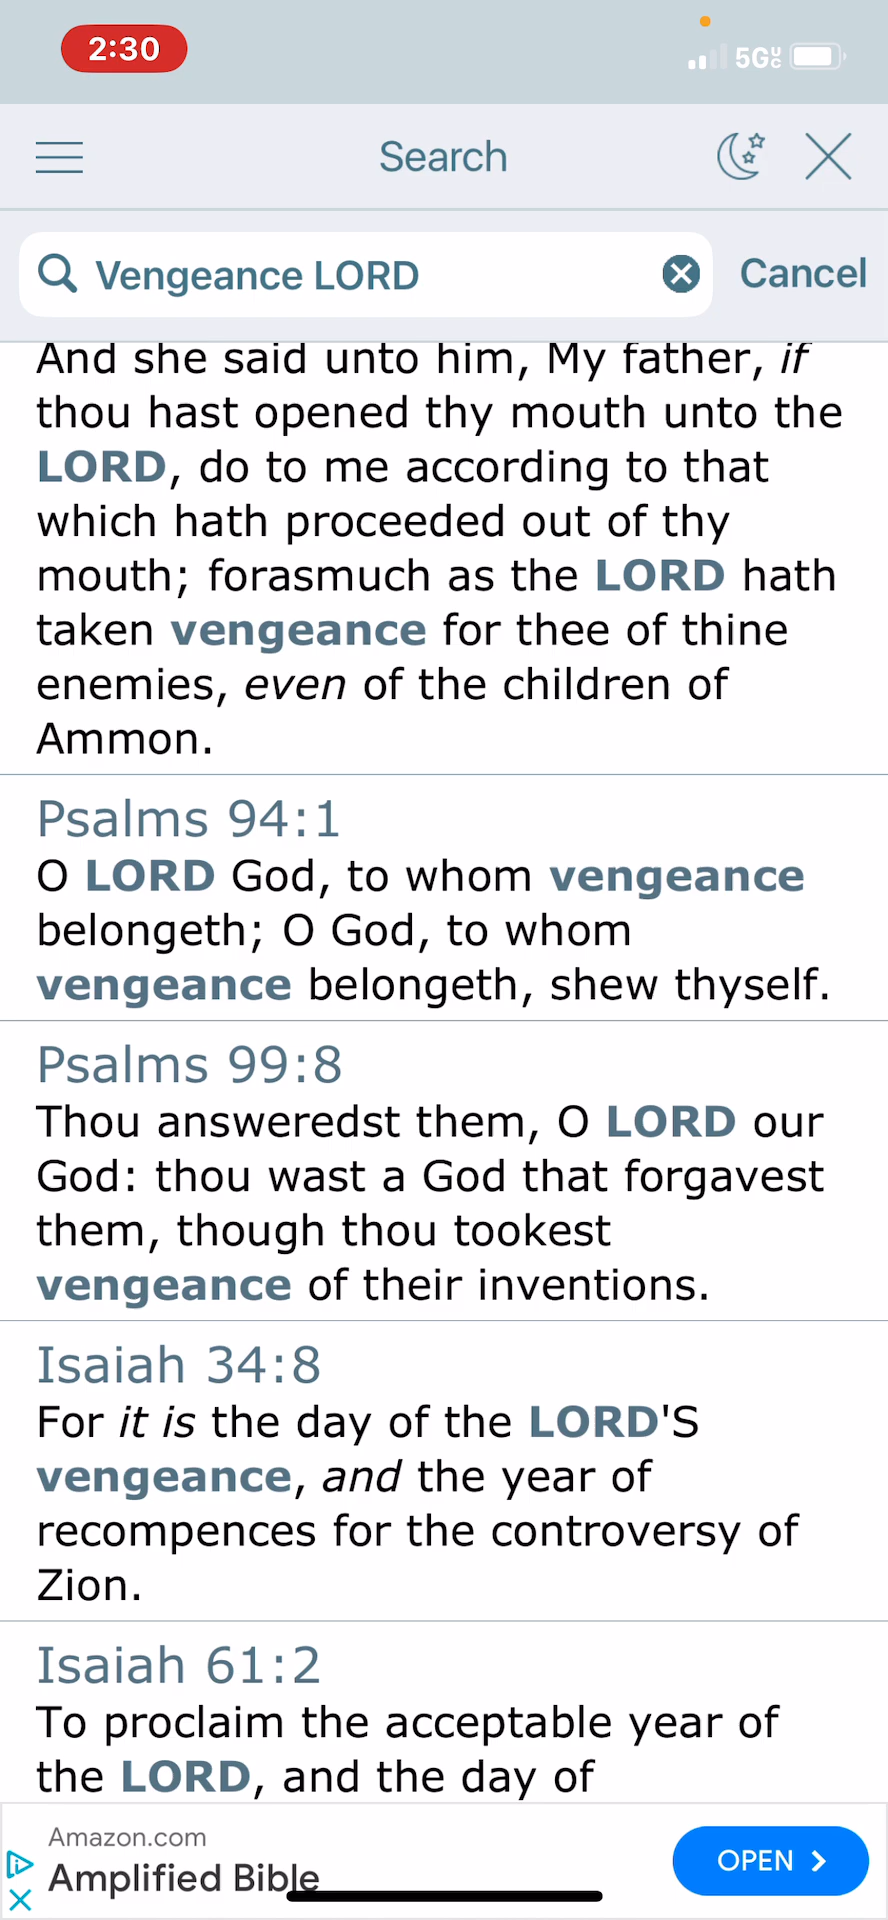 2:30
5GUC
Search
Vengeance LORD
Cancel
And she said unto him, My father, if
thou hast opened thy mouth unto the
LORD, do to me according to that
which hath proceeded out of thy
mouth; forasmuch as the LORD hath
taken vengeance for thee of thine
enemies, even of the children of
Ammon.
Psalms 94:1
O LORD God, to whom vengeance
belongeth; O God, to whom
vengeance belongeth, shew thyself.
Psalms 99:8
Thou answeredst them, O LORD our
God: thou wast a God that forgavest
them, though thou tookest
vengeance of their inventions.
Isaiah 34:8
For it is the day of the LORD'S
vengeance, and the year of
recompences for the controversy of
Zion.
Isaiah 61:2
To proclaim the acceptable year of
the LORD, and the day of
Amazon.com
Amplified Bible
OPEN